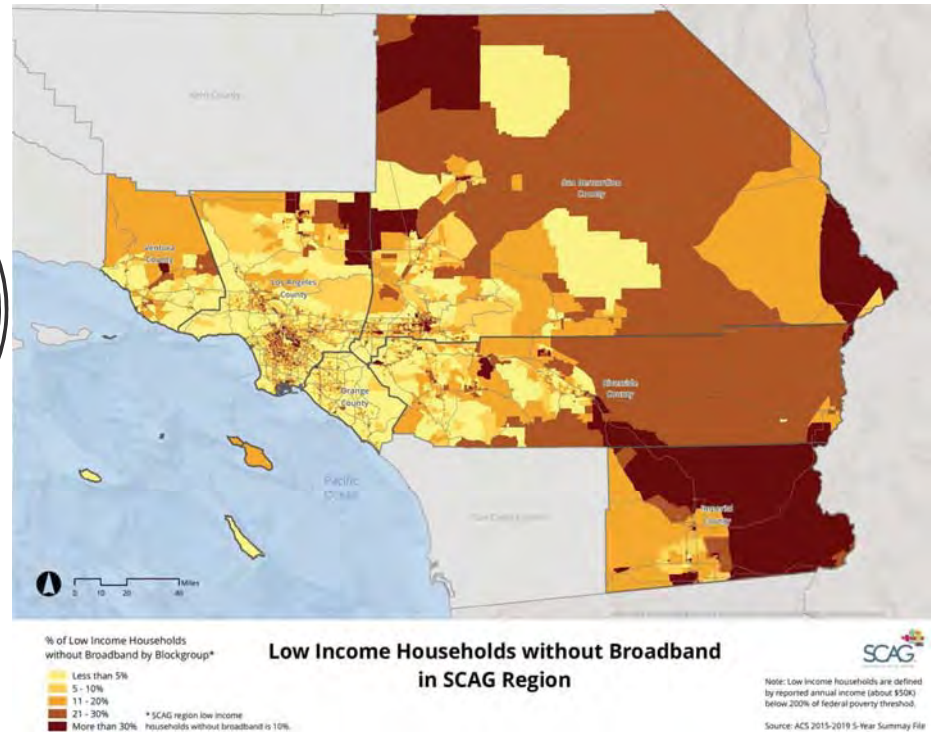 Kern County
San Bernardino
County
Ventura
County
Los Angeles
County
Orange
County
Riverside
County
Pacific
Ocean
San Diego County
Imperial
County
Miles
0 10 20 40
% of Low Income Households
without Broadband by Blockgroup*
Less than 5%
5 - 10%
11 - 20%
21 - 30%
More than 30%
* SCAG region low income
households without broadband is 10%.
Low Income Households without Broadband
in SCAG Region
SCAG
Note: Low income households are defined
by reported annual income (about $50K)
below 200% of federal poverty threshod.
Source: ACS 2015-2019 5-Year Summay File